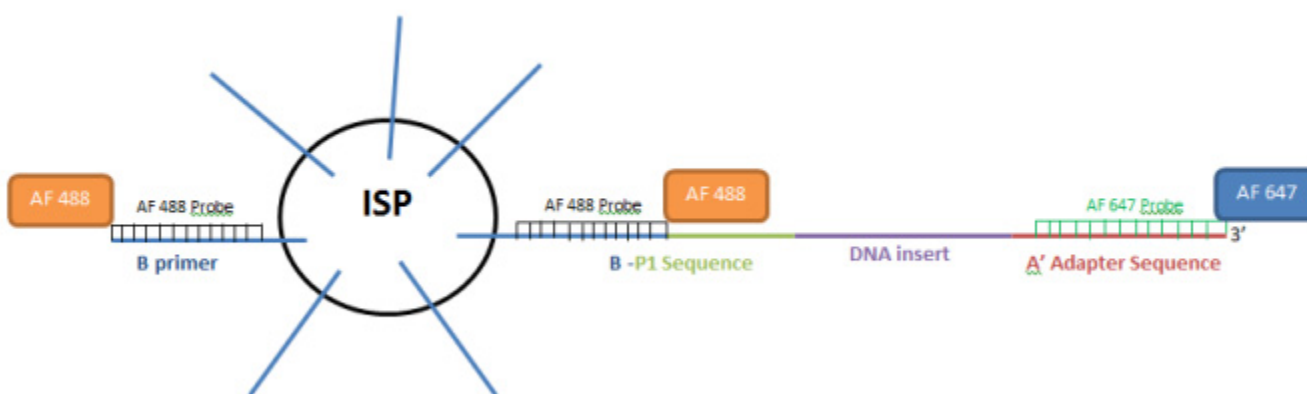 ISP
AF 488
AF 488 Probe
B primer
AF 488 Probe
AF 488
B -P1 Sequence
DNA insert
AF 647 Probe
AF 647
3’
A’ Adapter Sequence